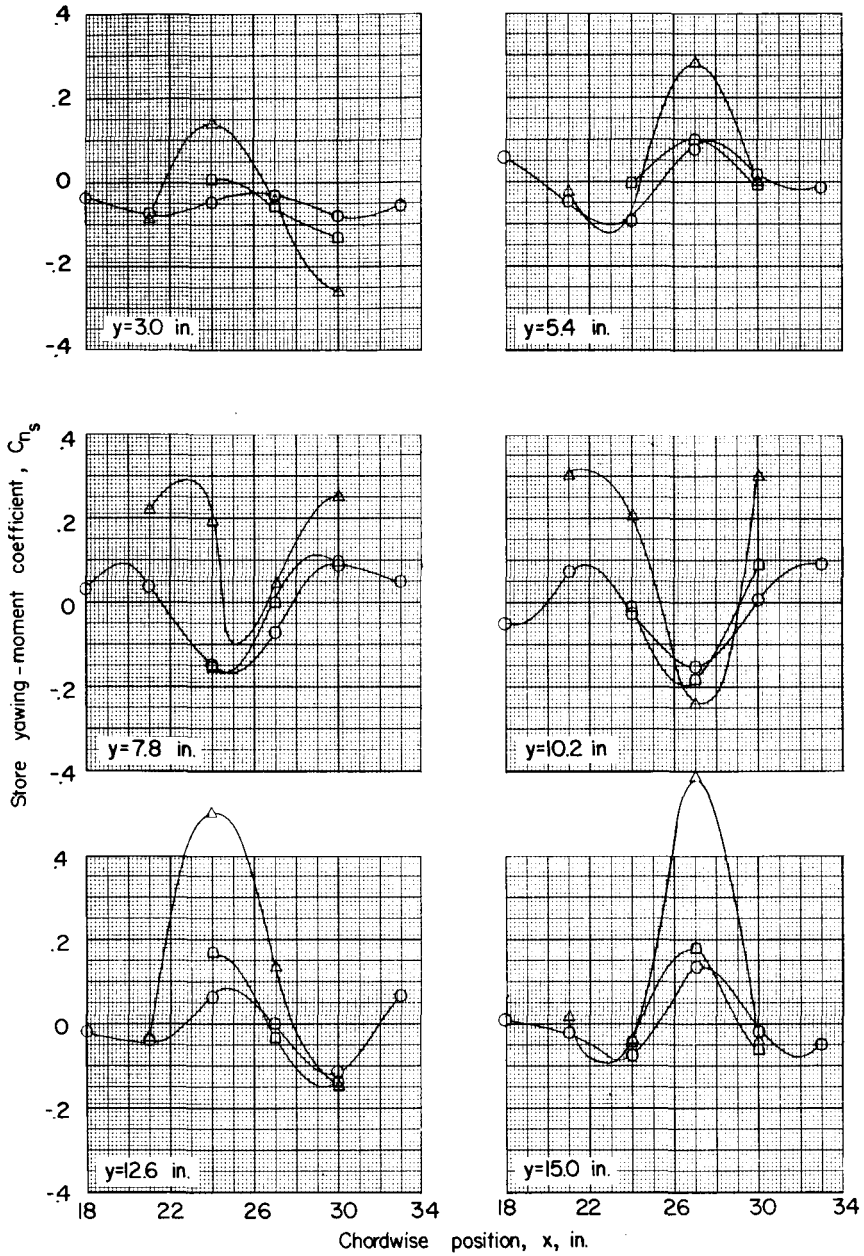 .4
.2
0
-.2
-.4
y=3.0 in.
y=5.4 in.
.4
.2
0
-.2
-.4
y=7.8 in.
y=10.2 in
.4
.2
0
-.2
-.4
y=12.6 in.
y=15.0 in.
18 22 26 30 34
18 22 26 30 34
Store yawing-moment coefficient, Cns
Chordwise position, x, in.